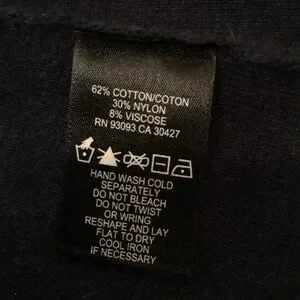 62% COTTON/COTON
30% NYLON
8% VISCOSE
RN 93093 CA 30427
HAND WASH COLD
SEPARATELY
DO NOT BLEACH
DO NOT TWIST
OR WRING
RESHAPE AND LAY
FLAT TO DRY
COOL IRON
IF NECESSARY